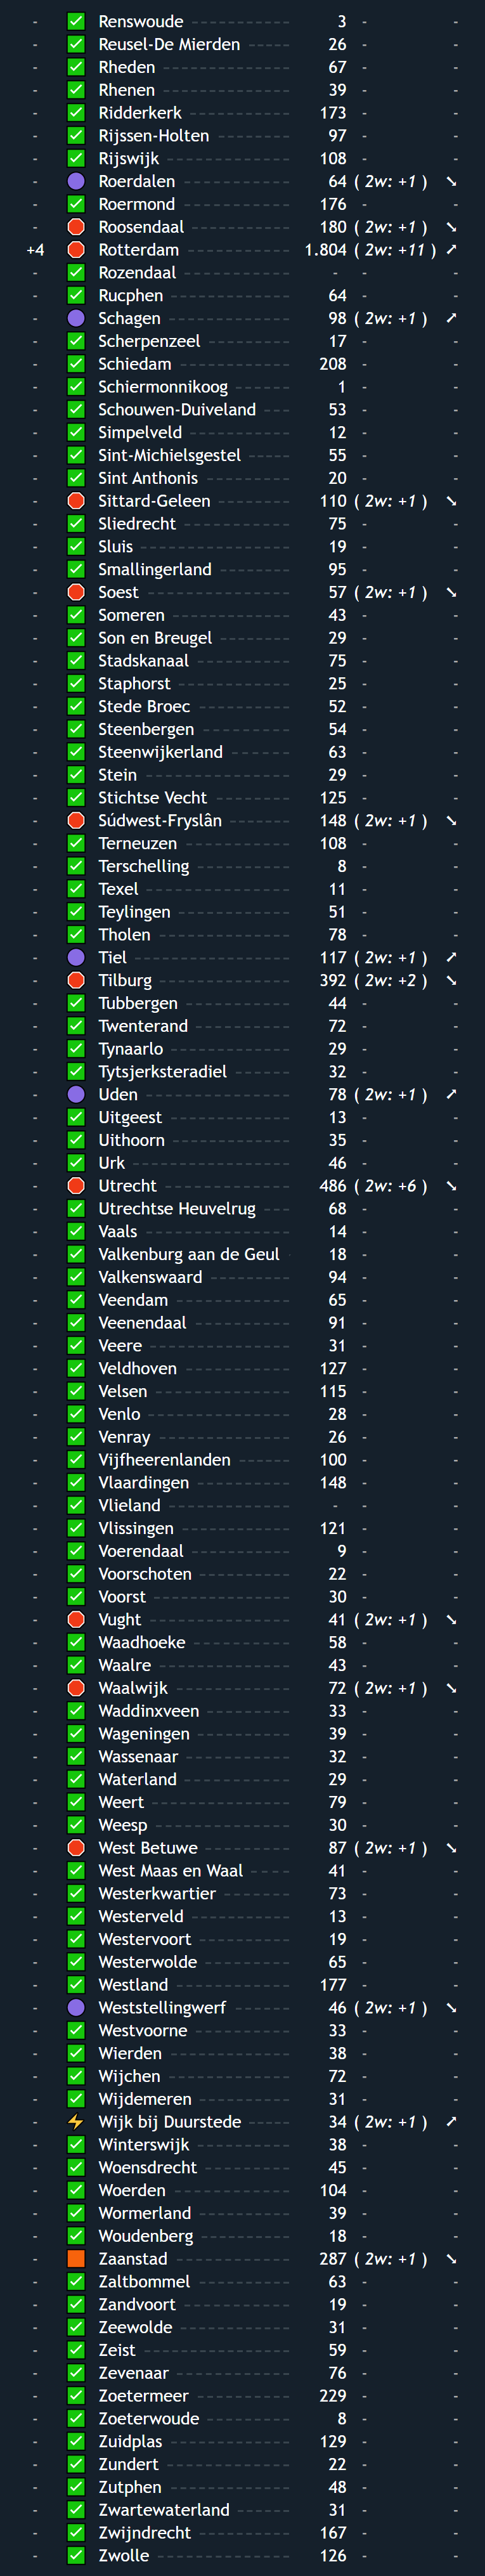 - ✅ Renswoude 3 - -
- ✅ Reusel-De Mierden 26 - -
- ✅ Rheden 67 - -
- ✅ Rhenen 39 - -
- ✅ Ridderkerk 173 - -
- ✅ Rijssen-Holten 97 - -
- ✅ Rijswijk 108 - -
- 🟣 Roerdalen 64 ( 2w: +1 ) ➘
- ✅ Roermond 176 - -
- 🛑 Roosendaal 180 ( 2w: +1 ) ➘
+4 🛑 Rotterdam 1.804 ( 2w: +11 ) ➚
- ✅ Rozendaal - - -
- ✅ Rucphen 64 - -
- 🟣 Schagen 98 ( 2w: +1 ) ➚
- ✅ Scherpenzeel 17 - -
- ✅ Schiedam 208 - -
- ✅ Schiermonnikoog 1 - -
- ✅ Schouwen-Duiveland 53 - -
- ✅ Simpelveld 12 - -
- ✅ Sint-Michielsgestel 55 - -
- ✅ Sint Anthonis 20 - -
- 🛑 Sittard-Geleen 110 ( 2w: +1 ) ➘
- ✅ Sliedrecht 75 - -
- ✅ Sluis 19 - -
- ✅ Smallingerland 95 - -
- 🛑 Soest 57 ( 2w: +1 ) ➘
- ✅ Someren 43 - -
- ✅ Son en Breugel 29 - -
- ✅ Stadskanaal 75 - -
- ✅ Staphorst 25 - -
- ✅ Stede Broec 52 - -
- ✅ Steenbergen 54 - -
- ✅ Steenwijkerland 63 - -
- ✅ Stein 29 - -
- ✅ Stichtse Vecht 125 - -
- 🛑 Súdwest-Fryslân 148 ( 2w: +1 ) ➘
- ✅ Terneuzen 108 - -
- ✅ Terschelling 8 - -
- ✅ Texel 11 - -
- ✅ Teylingen 51 - -
- ✅ Tholen 78 - -
- 🟣 Tiel 117 ( 2w: +1 ) ➚
- 🛑 Tilburg 392 ( 2w: +2 ) ➘
- ✅ Tubbergen 44 - -
- ✅ Twenterand 72 - -
- ✅ Tynaarlo 29 - -
- ✅ Tytsjerksteradiel 32 - -
- 🟣 Uden 78 ( 2w: +1 ) ➚
- ✅ Uitgeest 13 - -
- ✅ Uithoorn 35 - -
- ✅ Urk 46 - -
- 🛑 Utrecht 486 ( 2w: +6 ) ➘
- ✅ Utrechtse Heuvelrug 68 - -
- ✅ Vaals 14 - -
- ✅ Valkenburg aan de Geul 18 - -
- ✅ Valkenswaard 94 - -
- ✅ Veendam 65 - -
- ✅ Veenendaal 91 - -
- ✅ Veere 31 - -
- ✅ Veldhoven 127 - -
- ✅ Velsen 115 - -
- ✅ Venlo 28 - -
- ✅ Venray 26 - -
- ✅ Vijfheerenlanden 100 - -
- ✅ Vlaardingen 148 - -
- ✅ Vlieland - - -
- ✅ Vlissingen 121 - -
- ✅ Voerendaal 9 - -
- ✅ Voorschoten 22 - -
- ✅ Voorst 30 - -
- 🛑 Vught 41 ( 2w: +1 ) ➘
- ✅ Waadhoeke 58 - -
- ✅ Waalre 43 - -
- 🛑 Waalwijk 72 ( 2w: +1 ) ➘
- ✅ Waddinxveen 33 - -
- ✅ Wageningen 39 - -
- ✅ Wassenaar 32 - -
- ✅ Waterland 29 - -
- ✅ Weert 79 - -
- ✅ Weesp 30 - -
- 🛑 West Betuwe 87 ( 2w: +1 ) ➘
- ✅ West Maas en Waal 41 - -
- ✅ Westerkwartier 73 - -
- ✅ Westerveld 13 - -
- ✅ Westervoort 19 - -
- ✅ Westerwolde 65 - -
- ✅ Westland 177 - -
- 🟣 Weststellingwerf 46 ( 2w: +1 ) ➘
- ✅ Westvoorne 33 - -
- ✅ Wierden 38 - -
- ✅ Wijchen 72 - -
- ✅ Wijdemeren 31 - -
- ⚡ Wijk bij Duurstede 34 ( 2w: +1 ) ➚
- ✅ Winterswijk 38 - -
- ✅ Woensdrecht 45 - -
- ✅ Woerden 104 - -
- ✅ Wormerland 39 - -
- ✅ Woudenberg 18 - -
- 🟧 Zaanstad 287 ( 2w: +1 ) ➘
- ✅ Zaltbommel 63 - -
- ✅ Zandvoort 19 - -
- ✅ Zeewolde 31 - -
- ✅ Zeist 59 - -
- ✅ Zevenaar 76 - -
- ✅ Zoetermeer 229 - -
- ✅ Zoeterwoude 8 - -
- ✅ Zuidplas 129 - -
- ✅ Zundert 22 - -
- ✅ Zutphen 48 - -
- ✅ Zwartewaterland 31 - -
- ✅ Zwijndrecht 167 - -
- ✅ Zwolle 126 - -